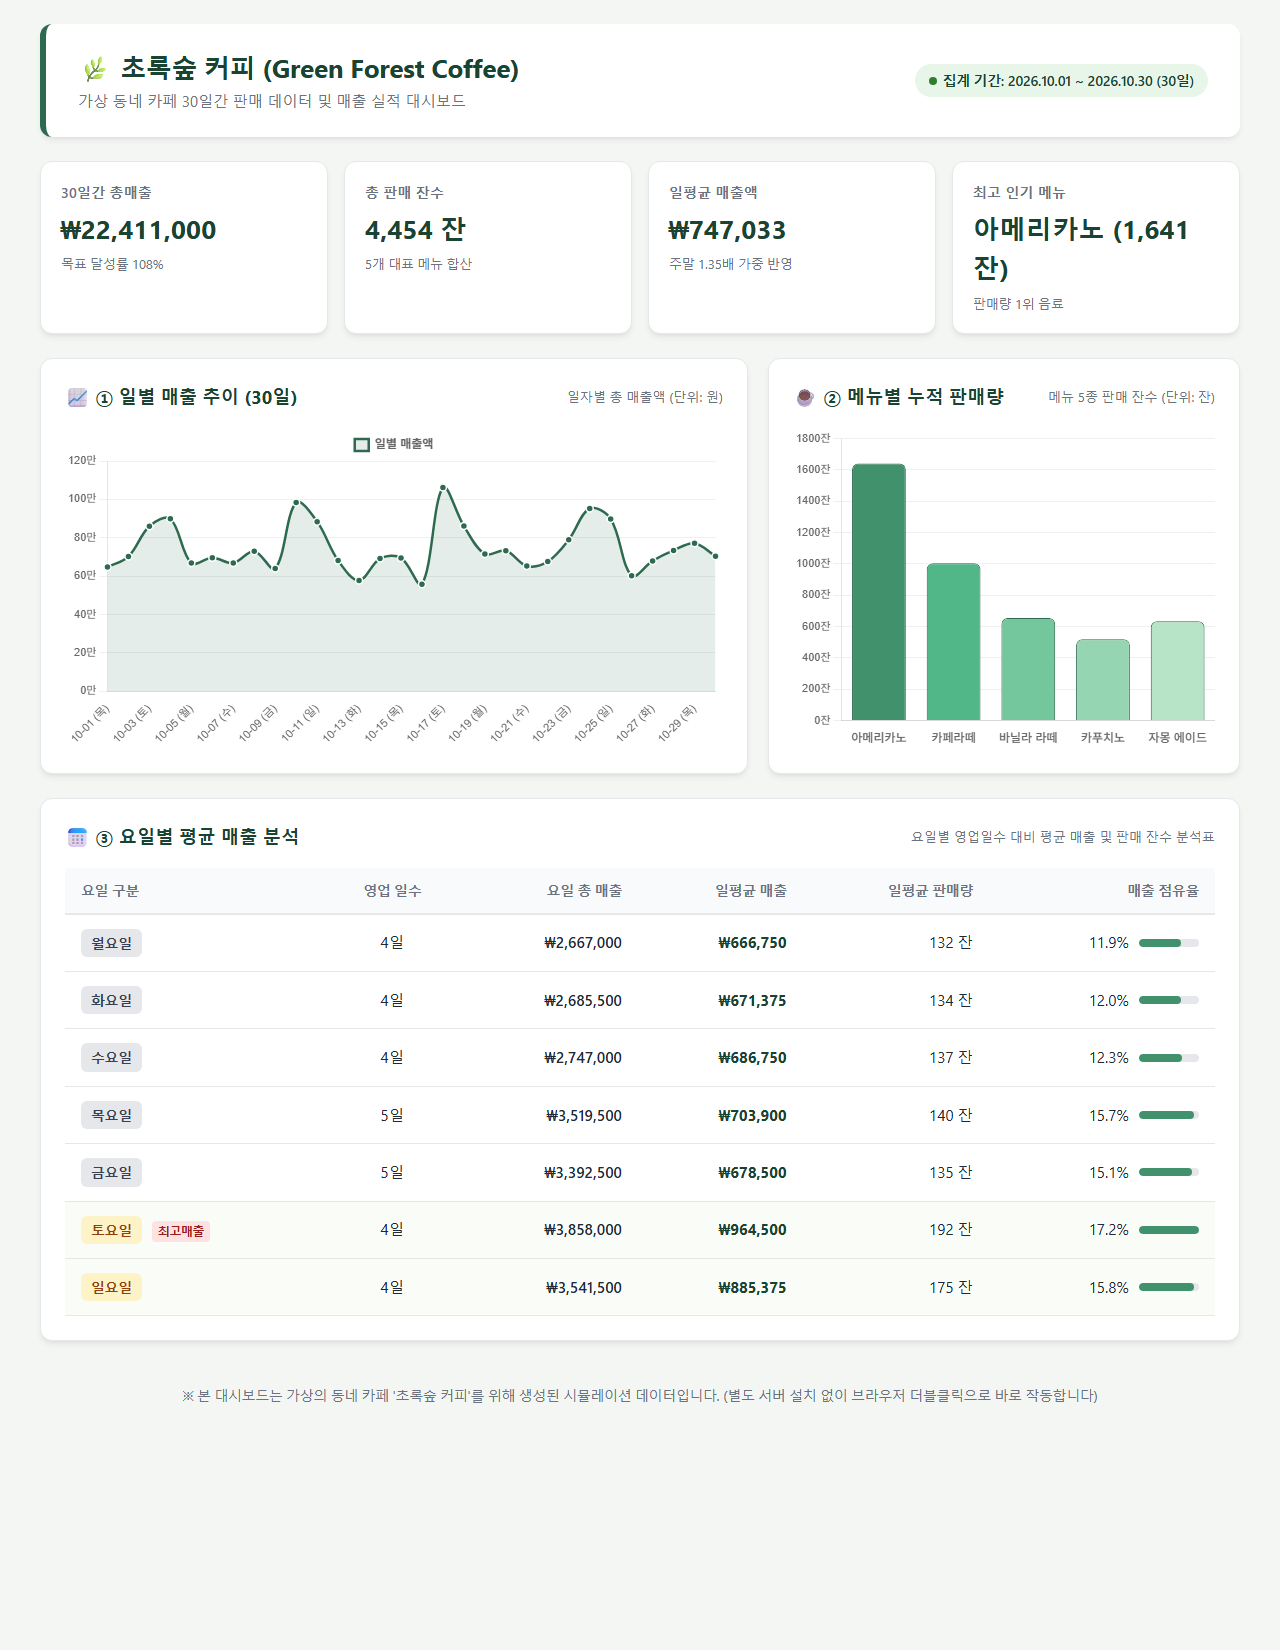 초록숲 커피 (Green Forest Coffee)
가상 동네 카페 30일간 판매 데이터 및 매출 실적 대시보드
집계 기간: 2026.10.01 ~ 2026.10.30 (30일)
30일간 총매출
₩22,411,000
목표 달성률 108%
총 판매 잔수
4,454 잔
5개 대표 메뉴 합산
일평균 매출액
₩747,033
주말 1.35배 가중 반영
최고 인기 메뉴
아메리카노 (1,641
잔)
판매량 1위 음료
① 일별 매출 추이 (30일)
일자별 총 매출액 (단위: 원)
일별 매출액
120만
100만
80만
60만
40만
20만
0만
10-01 (목)
10-03 (토)
10-05 (월)
10-07 (수)
10-09 (금)
10-11 (일)
10-13 (화)
10-15 (목)
10-17 (토)
10-19 (월)
10-21 (수)
10-23 (금)
10-25 (일)
10-27 (화)
10-29 (목)
② 메뉴별 누적 판매량
메뉴 5종 판매 잔수 (단위: 잔)
1800잔
1600잔
1400잔
1200잔
1000잔
800잔
600잔
400잔
200잔
0잔
아메리카노 카페라떼 바닐라 라떼 카푸치노 자몽 에이드
③ 요일별 평균 매출 분석
요일별 영업일수 대비 평균 매출 및 판매 잔수 분석표
요일 구분 영업 일수 요일 총 매출 일평균 매출 일평균 판매량 매출 점유율
월요일 4일 ₩2,667,000 ₩666,750 132 잔 11.9%
화요일 4일 ₩2,685,500 ₩671,375 134 잔 12.0%
수요일 4일 ₩2,747,000 ₩686,750 137 잔 12.3%
목요일 5일 ₩3,519,500 ₩703,900 140 잔 15.7%
금요일 5일 ₩3,392,500 ₩678,500 135 잔 15.1%
토요일 최고매출 4일 ₩3,858,000 ₩964,500 192 잔 17.2%
일요일 4일 ₩3,541,500 ₩885,375 175 잔 15.8%
※ 본 대시보드는 가상의 동네 카페 '초록숲 커피'를 위해 생성된 시뮬레이션 데이터입니다. (별도 서버 설치 없이 브라우저 더블클릭으로 바로 작동합니다)